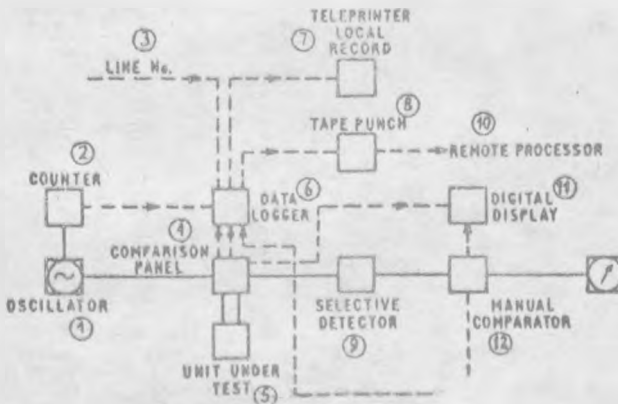 ③
LINE No.
⑦
TELEPRINTER
LOCAL
RECORD
⑧
TAPE PUNCH
⑩
REMOTE PROCESSOR
②
COUNTER
DATA
LOGGER
⑥
⑪
DIGITAL
DISPLAY
④
COMPARISON
PANEL
OSCILLATOR
①
SELECTIVE
DETECTOR
⑨
MANUAL
COMPARATOR
⑫
UNIT UNDER
TEST
⑤